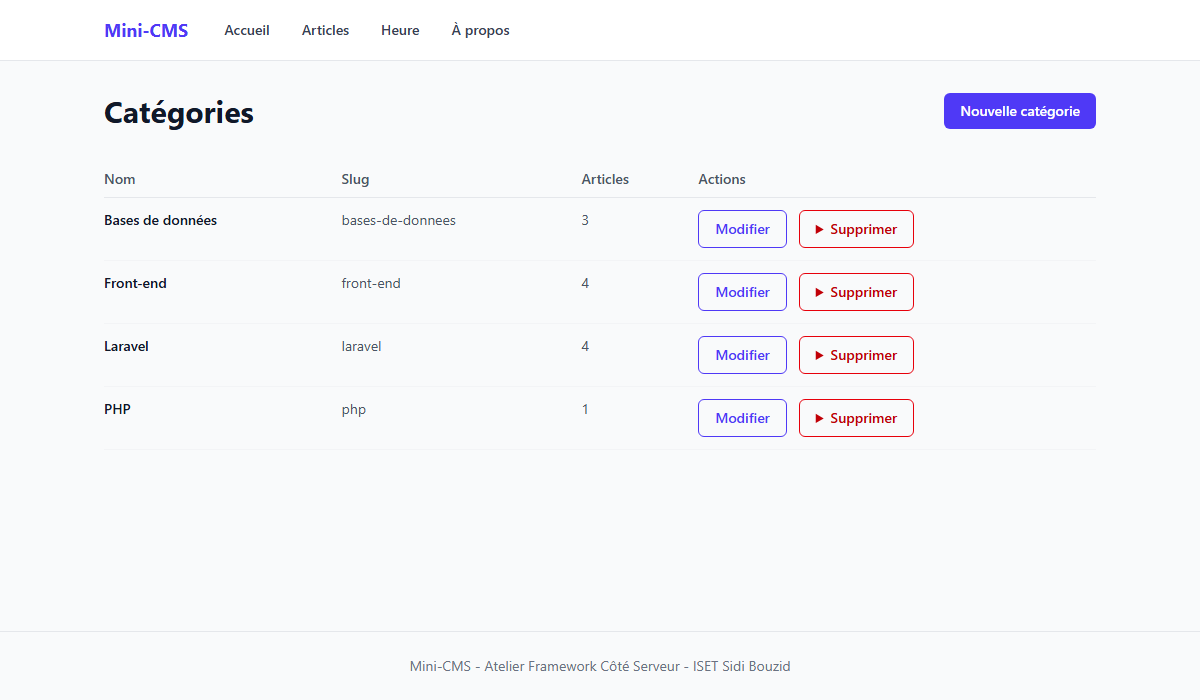 Mini-CMS Accueil Articles Heure À propos
Catégories Nouvelle catégorie
Nom Slug Articles Actions
Bases de données bases-de-donnees 3 Modifier Supprimer
Front-end front-end 4 Modifier Supprimer
Laravel laravel 4 Modifier Supprimer
PHP php 1 Modifier Supprimer
Mini-CMS - Atelier Framework Côté Serveur - ISET Sidi Bouzid